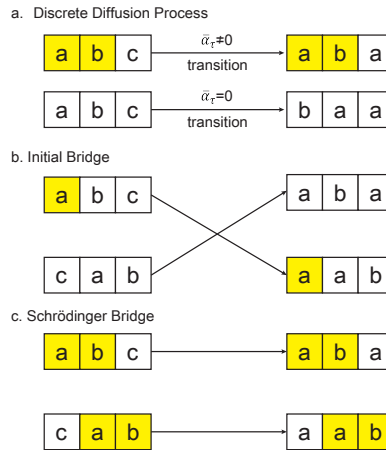 a. Discrete Diffusion Process
a b c ᾱτ≠0 transition a b a
a b c ᾱτ=0 transition b a a
b. Initial Bridge
a b c a b a
c a b a a b
c. Schrödinger Bridge
a b c a b a
c a b a a b